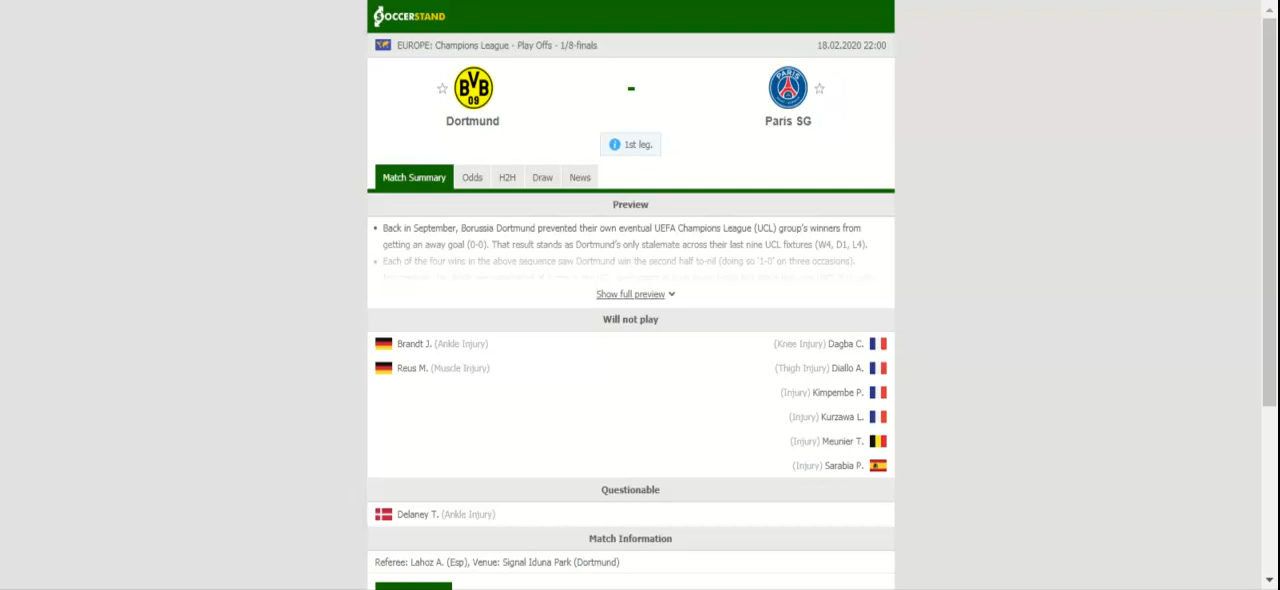 SOCCERSTAND
EUROPE: Champions League - Play Offs - 1/8-finals 18.02.2020 22:00
BVB 09 PARIS
-
Dortmund Paris SG
1st leg.
Match Summary Odds H2H Draw News
Preview
• Back in September, Borussia Dortmund prevented their own eventual UEFA Champions League (UCL) group's winners from
getting an away goal (0-0). That result stands as Dortmund's only stalemate across their last nine UCL fixtures (W4, D1, L4).
• Each of the four wins in the above sequence saw Dortmund win the second half to-nil (doing so '1-0' on three occasions).
Show full preview
Will not play
Brandt J. (Ankle Injury) (Knee Injury) Dagba C.
Reus M. (Muscle Injury) (Thigh Injury) Diallo A.
(Injury) Kimpembe P.
(Injury) Kurzawa L.
(Injury) Meunier T.
(Injury) Sarabia P.
Questionable
Delaney T. (Ankle Injury)
Match Information
Referee: Lahoz A. (Esp), Venue: Signal Iduna Park (Dortmund)